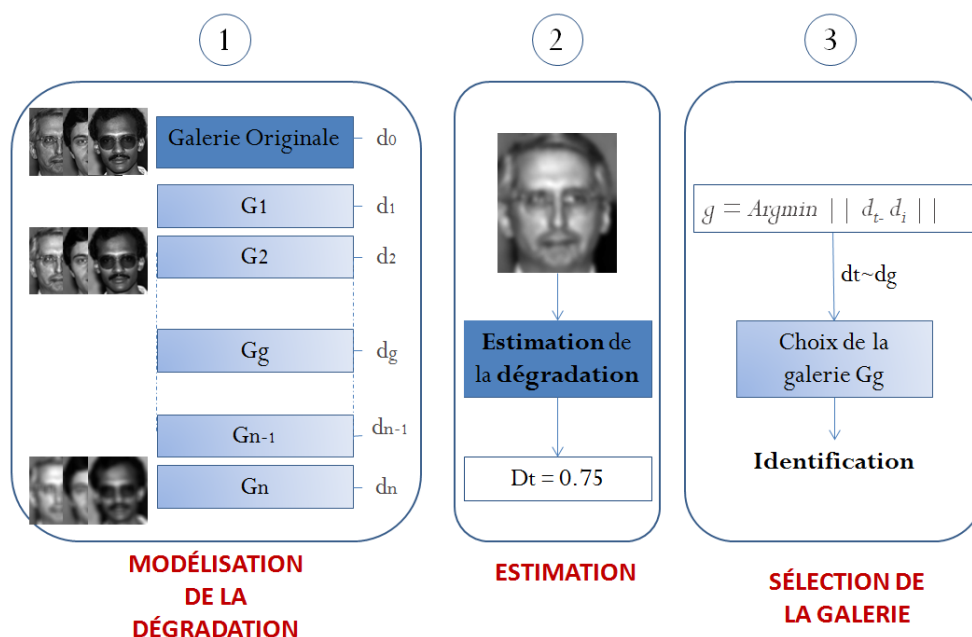 1
Galerie Originale d0
G1 d1
G2 d2
Gg dg
Gn-1 dn-1
Gn dn
MODÉLISATION
DE LA
DÉGRADATION
2
Estimation de
la dégradation
Dt = 0.75
ESTIMATION
3
g = Argmin | | dt- di | |
dt~dg
Choix de la
galerie Gg
Identification
SÉLECTION DE
LA GALERIE